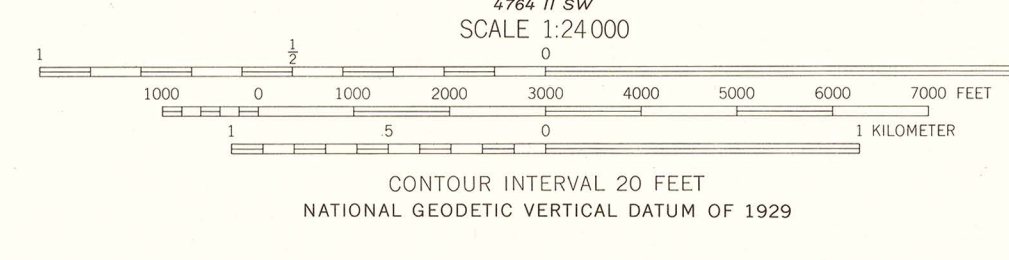 4764 II SW
SCALE 1:24 000
1 1/2 0
1000 0 1000 2000 3000 4000 5000 6000 7000 FEET
1 .5 0 1 KILOMETER
CONTOUR INTERVAL 20 FEET
NATIONAL GEODETIC VERTICAL DATUM OF 1929